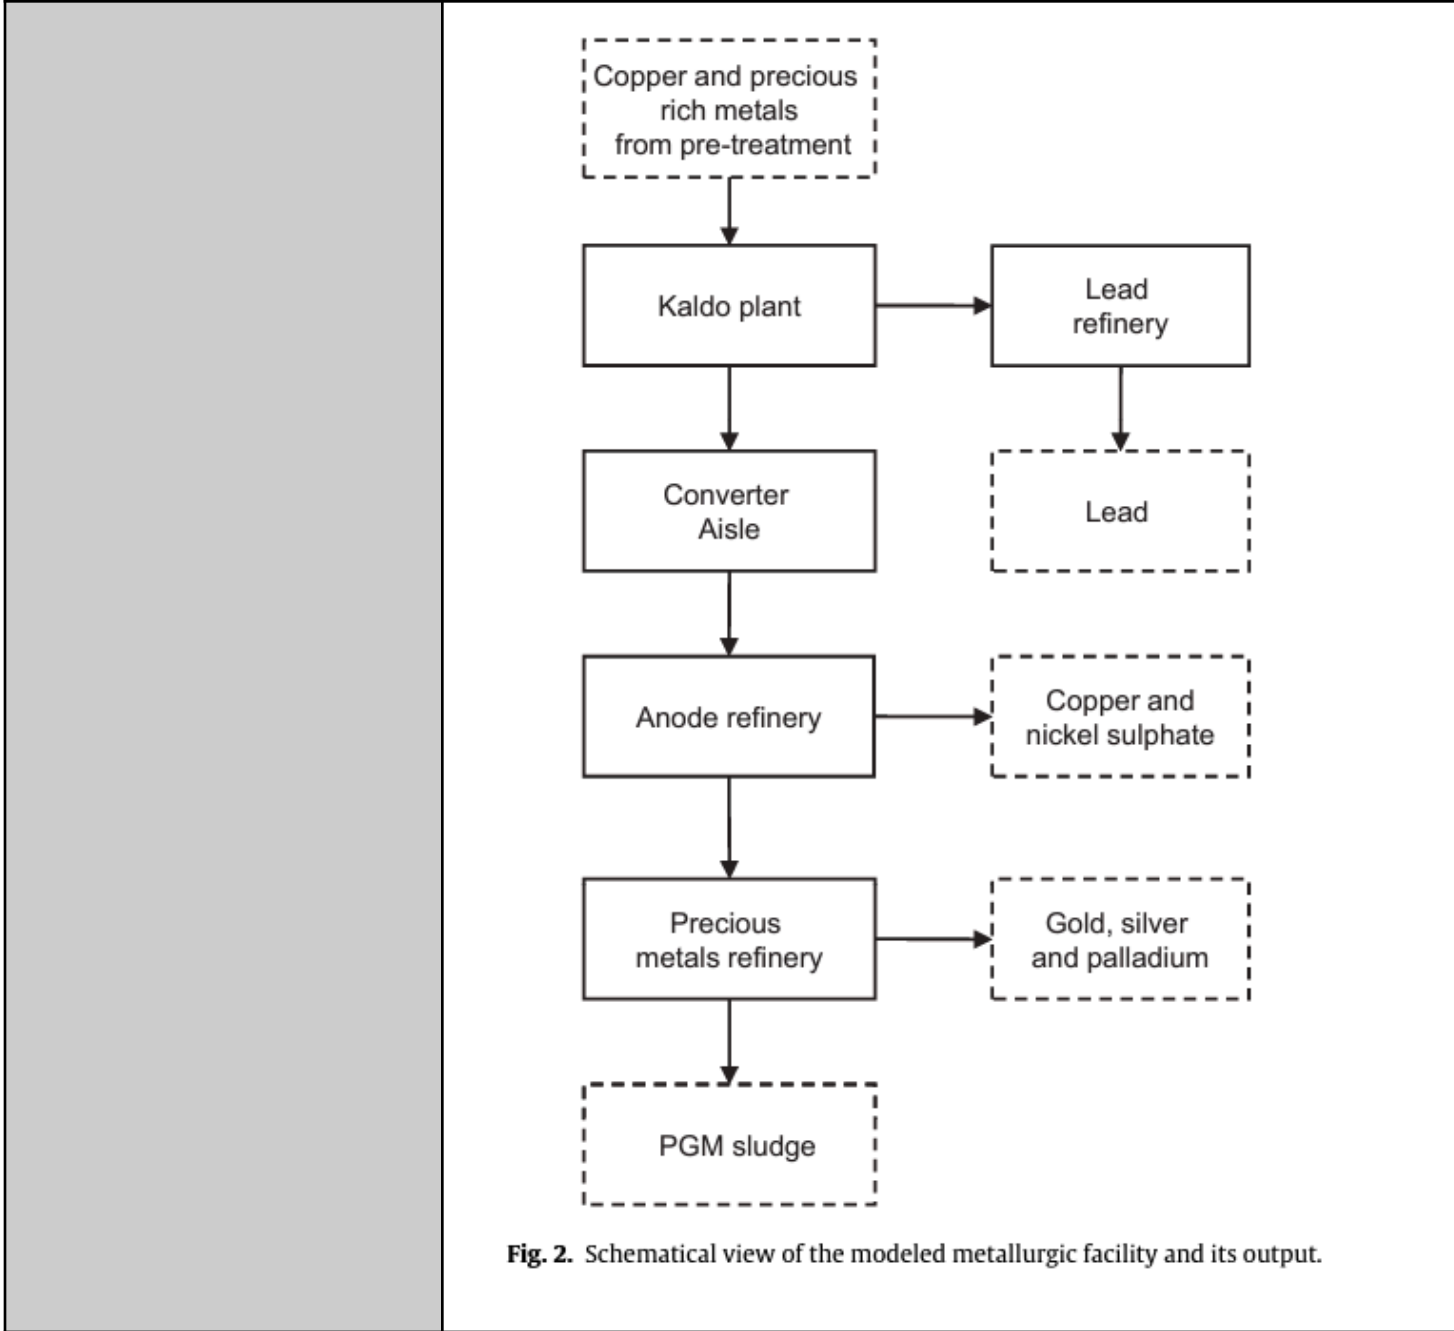 Copper and precious
rich metals
from pre-treatment
Kaldo plant
Lead
refinery
Converter
Aisle
Lead
Anode refinery
Copper and
nickel sulphate
Precious
metals refinery
Gold, silver
and palladium
PGM sludge
Fig. 2. Schematical view of the modeled metallurgic facility and its output.